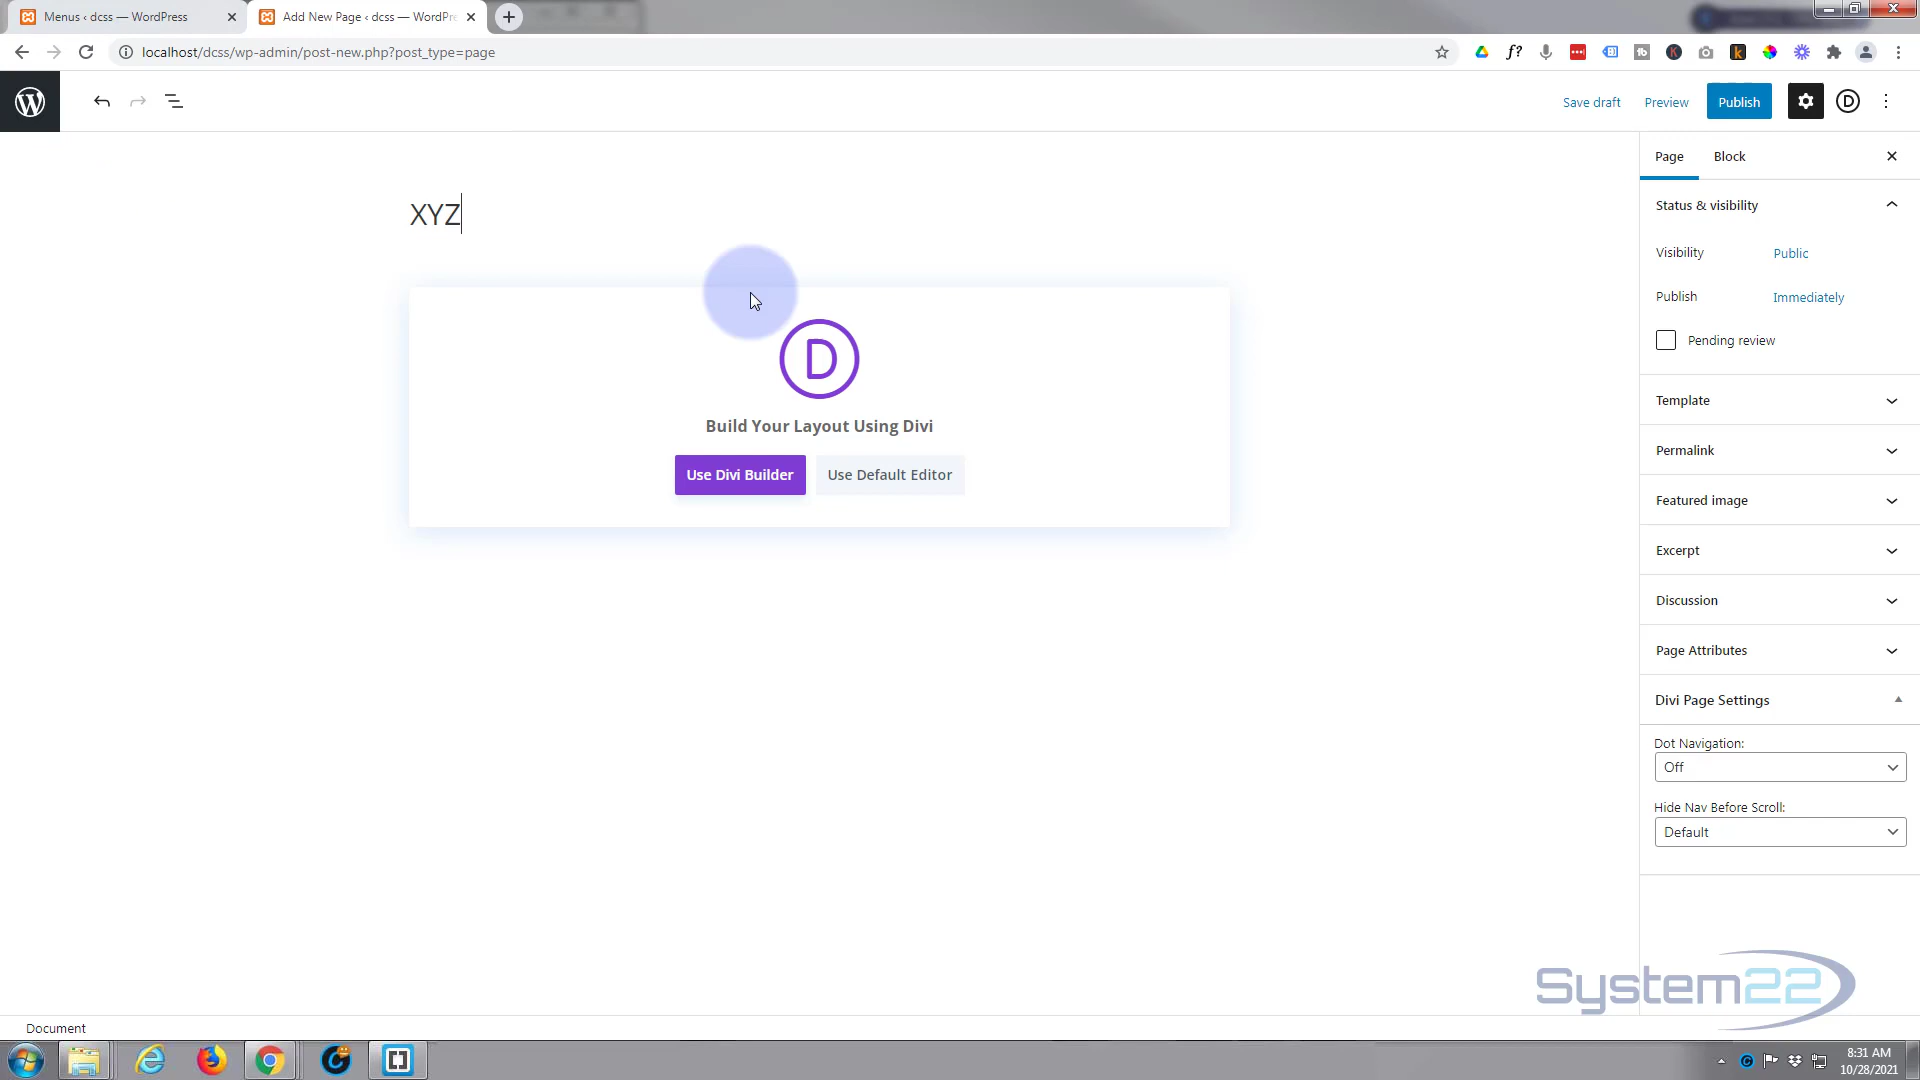 Menus ‹ dcss — WordPress
Add New Page ‹ dcss — WordPre
localhost/dcss/wp-admin/post-new.php?post_type=page
Save draft
Preview
Publish
Page
Block
XYZ
Status & visibility
Visibility
Public
Publish
Immediately
Pending review
Build Your Layout Using Divi
Use Divi Builder
Use Default Editor
Template
Permalink
Featured image
Excerpt
Discussion
Page Attributes
Divi Page Settings
Dot Navigation:
Off
Hide Nav Before Scroll:
Default
System22
Document
8:31 AM
10/28/2021